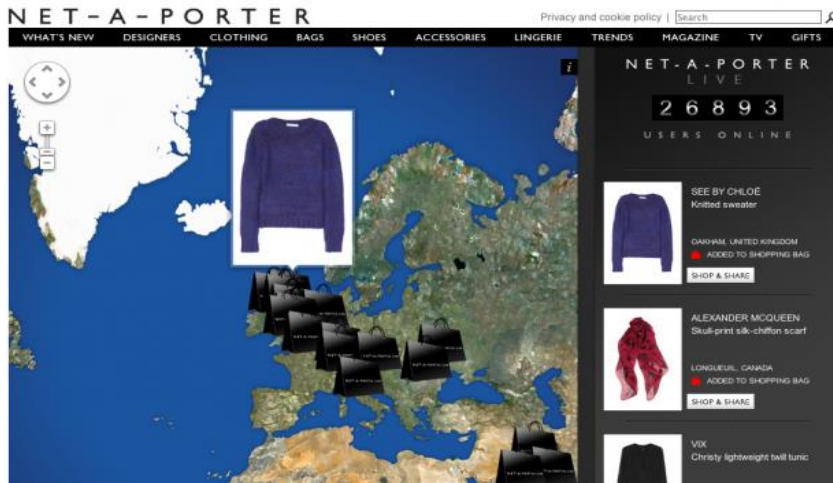 NET-A-PORTER
Privacy and cookie policy | Search
WHAT'S NEW DESIGNERS CLOTHING BAGS SHOES ACCESSORIES LINGERIE TRENDS MAGAZINE TV GIFTS
i
NET-A-PORTER
LIVE
26893
USERS ONLINE
SEE BY CHLOÉ
Knitted sweater
OAKHAM, UNITED KINGDOM
ADDED TO SHOPPING BAG
SHOP & SHARE
ALEXANDER MCQUEEN
Skull-print silk-chiffon scarf
LONGUEUIL, CANADA
ADDED TO SHOPPING BAG
SHOP & SHARE
VIX
Christy lightweight twill tunic